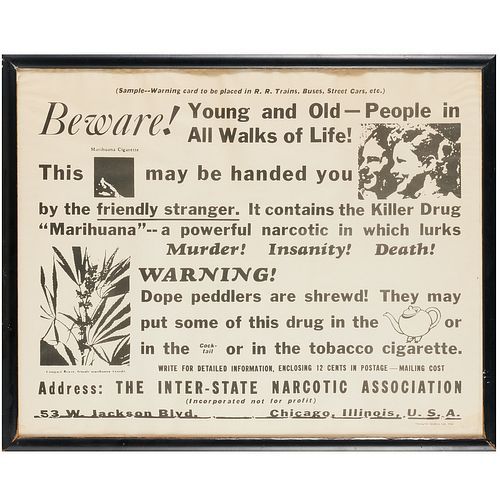 (Sample--Warning card to be placed in R. R. Trains, Buses, Street Cars, etc.)
Beware! Young and Old—People in
All Walks of Life!
Marihuana Cigarette
This may be handed you
by the friendly stranger. It contains the Killer Drug
“Marihuana”--a powerful narcotic in which lurks
Murder! Insanity! Death!
WARNING!
Dope peddlers are shrewd! They may
put some of this drug in the or
in the Cock-
tail or in the tobacco cigarette.
WRITE FOR DETAILED INFORMATION, ENCLOSING 12 CENTS IN POSTAGE—MAILING COST
Address: THE INTER-STATE NARCOTIC ASSOCIATION
(Incorporated not for profit)
53 W. Jackson Blvd. Chicago, Illinois, U. S. A.